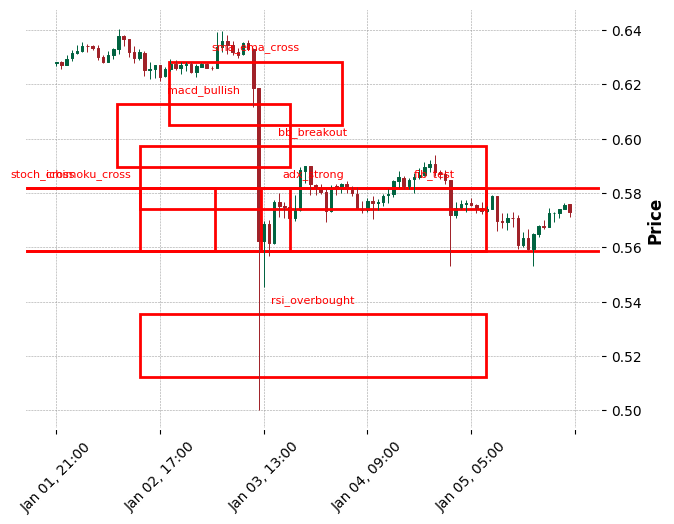 0.64
sma_ema_cross
0.62
macd_bullish
bb_breakout
0.60
stoch_cross
ichimoku_cross
adx_strong
fib_test
0.58
0.56
0.54
rsi_overbought
0.52
0.50
Price
Jan 01, 21:00
Jan 02, 17:00
Jan 03, 13:00
Jan 04, 09:00
Jan 05, 05:00